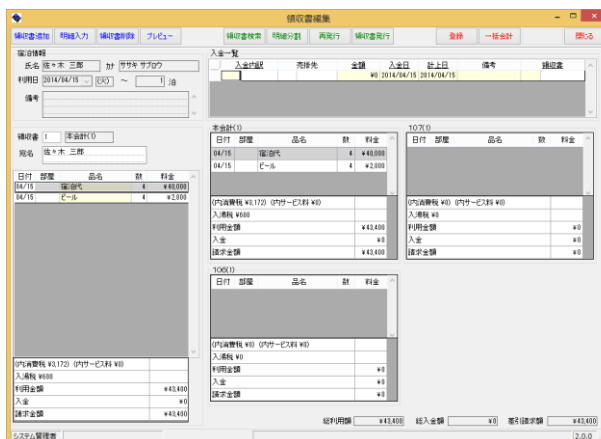 領収書編集
領収書追加 明細入力 領収書削除 プレビュー 領収書検索 明細分割 再発行 領収書発行 登録 一括会計 閉じる
宿泊情報
氏名 佐々木 三郎 カナ ササキ サブロウ
利用日 2014/04/15 (火) ～ 1 泊
備考
入金一覧
入金内訳 売掛先 金額 入金日 計上日 備考 領収書
¥0 2014/04/15 2014/04/15
領収書 1 本会計(1)
宛名 佐々木 三郎
日付 部屋 品名 数 料金
04/15 宿泊代 4 ¥40,000
04/15 ビール 4 ¥2,800
(内消費税 ¥3,172) (内サービス料 ¥0)
入湯税 ¥600
利用金額 ¥43,400
入金 ¥0
請求金額 ¥43,400
本会計(1)
日付 部屋 品名 数 料金
04/15 宿泊代 4 ¥40,000
04/15 ビール 4 ¥2,800
(内消費税 ¥3,172) (内サービス料 ¥0)
入湯税 ¥600
利用金額 ¥43,400
入金 ¥0
請求金額 ¥43,400
107(1)
日付 部屋 品名 数 料金
(内消費税 ¥0) (内サービス料 ¥0)
入湯税 ¥0
利用金額 ¥0
入金 ¥0
請求金額 ¥0
106(1)
日付 部屋 品名 数 料金
(内消費税 ¥0) (内サービス料 ¥0)
入湯税 ¥0
利用金額 ¥0
入金 ¥0
請求金額 ¥0
総利用額 ¥43,400 総入金額 ¥0 差引請求額 ¥43,400
システム管理者 2.0.0